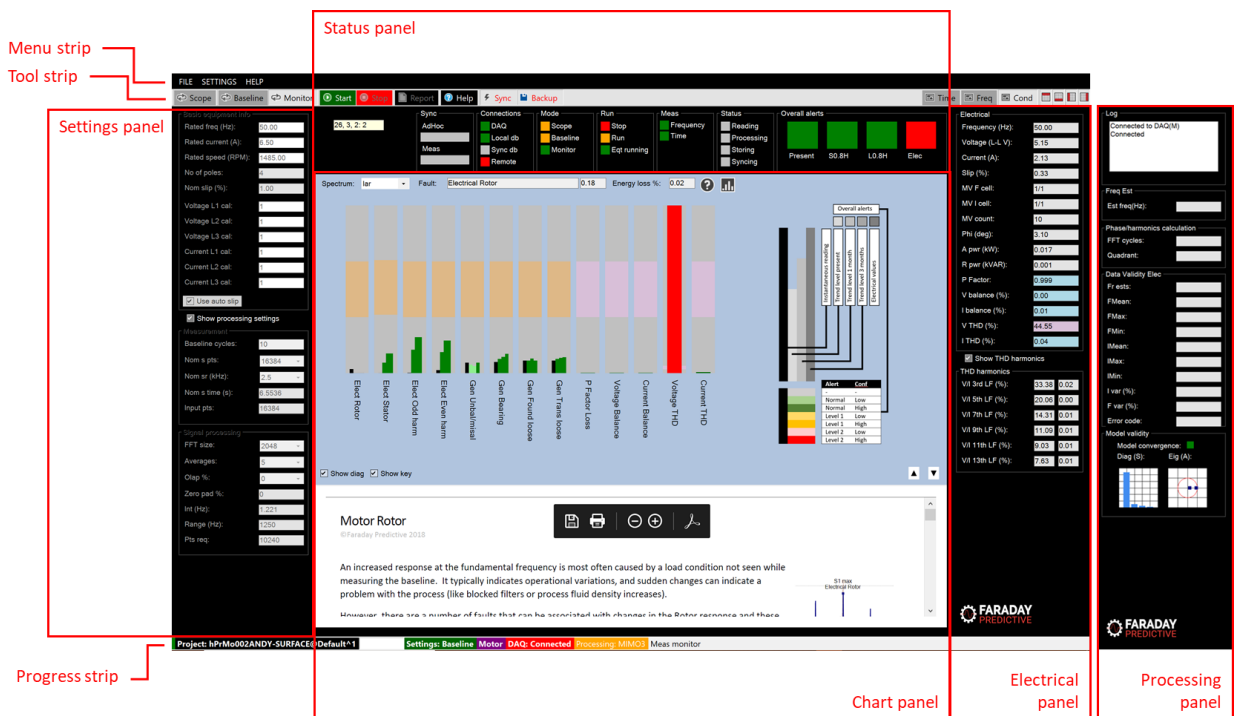 Status panel
Menu strip
Tool strip
Settings panel
FILE SETTINGS HELP
Scope Baseline Monitor Start Stop Report Help Sync Backup Time Freq Cond
Basic equipment info
Rated freq (Hz): 50.00
Rated current (A): 6.50
Rated speed (RPM): 1485.00
No of poles: 4
Nom slip (%): 1.00
Voltage L1 cal: 1
Voltage L2 cal: 1
Voltage L3 cal: 1
Current L1 cal: 1
Current L2 cal: 1
Current L3 cal: 1
Use auto slip
Show processing settings
Measurement
Baseline cycles: 10
Nom s pts: 16384
Nom sr (kHz): 2.5
Nom s time (s): 6.5536
Input pts: 16384
Signal processing
FFT size: 2048
Averages: 5
Olap %: 0
Zero pad %: 0
Int (Hz): 1.221
Range (Hz): 1250
Pts req: 10240
26, 3, 2: 2
Sync
AdHoc
Meas
Connections
DAQ
Local db
Sync db
Remote
Mode
Scope
Baseline
Monitor
Run
Stop
Run
Eqt running
Meas
Frequency
Time
Status
Reading
Processing
Storing
Syncing
Overall alerts
Present S0.8H L0.8H Elec
Spectrum: Iar Fault: Electrical Rotor 0.18 Energy loss %: 0.02
Elect Rotor
Elect Stator
Elect Odd harm
Elect Even harm
Gen Unbal/misal
Gen Bearing
Gen Found loose
Gen Trans loose
P Factor Loss
Voltage Balance
Current Balance
Voltage THD
Current THD
Overall alerts
Instantaneous reading
Trend level present
Trend level 1 month
Trend level 3 months
Electrical values
Alert Conf
Normal Low
Normal High
Level 1 Low
Level 1 High
Level 2 Low
Level 2 High
Show diag Show key
Motor Rotor
©Faraday Predictive 2018
An increased response at the fundamental frequency is most often caused by a load condition not seen while
measuring the baseline. It typically indicates operational variations, and sudden changes can indicate a
problem with the process (like blocked filters or process fluid density increases).
However, there are a number of faults that can be associated with changes in the Rotor response and these
S1 max
Electrical Rotor
Electrical
Frequency (Hz): 50.00
Voltage (L-L V): 5.15
Current (A): 2.13
Slip (%): 0.33
MV F cell: 1/1
MV I cell: 1/1
MV count: 10
Phi (deg): 3.10
A pwr (kW): 0.017
R pwr (kVAR): 0.001
P Factor: 0.999
V balance (%): 0.00
I balance (%): 0.01
V THD (%): 44.55
I THD (%): 0.04
Show THD harmonics
THD harmonics
V/I 3rd LF (%): 33.38 0.02
V/I 5th LF (%): 20.06 0.00
V/I 7th LF (%): 14.31 0.01
V/I 9th LF (%): 11.09 0.01
V/I 11th LF (%): 9.03 0.01
V/I 13th LF (%): 7.63 0.01
FARADAY
PREDICTIVE
Log
Connected to DAQ(M)
Connected
Freq Est
Est freq(Hz):
Phase/harmonics calculation
FFT cycles:
Quadrant:
Data Validity Elec
Fr ests:
FMean:
FMax:
FMin:
IMean:
IMax:
IMin:
I var (%):
F var (%):
Error code:
Model validity
Model convergence:
Diag (S): Eig (A):
FARADAY
PREDICTIVE
Project: hPrMo002ANDY-SURFACE@Default^1 Settings: Baseline Motor DAQ: Connected Processing: MIMO3 Meas monitor
Progress strip
Chart panel
Electrical
panel
Processing
panel